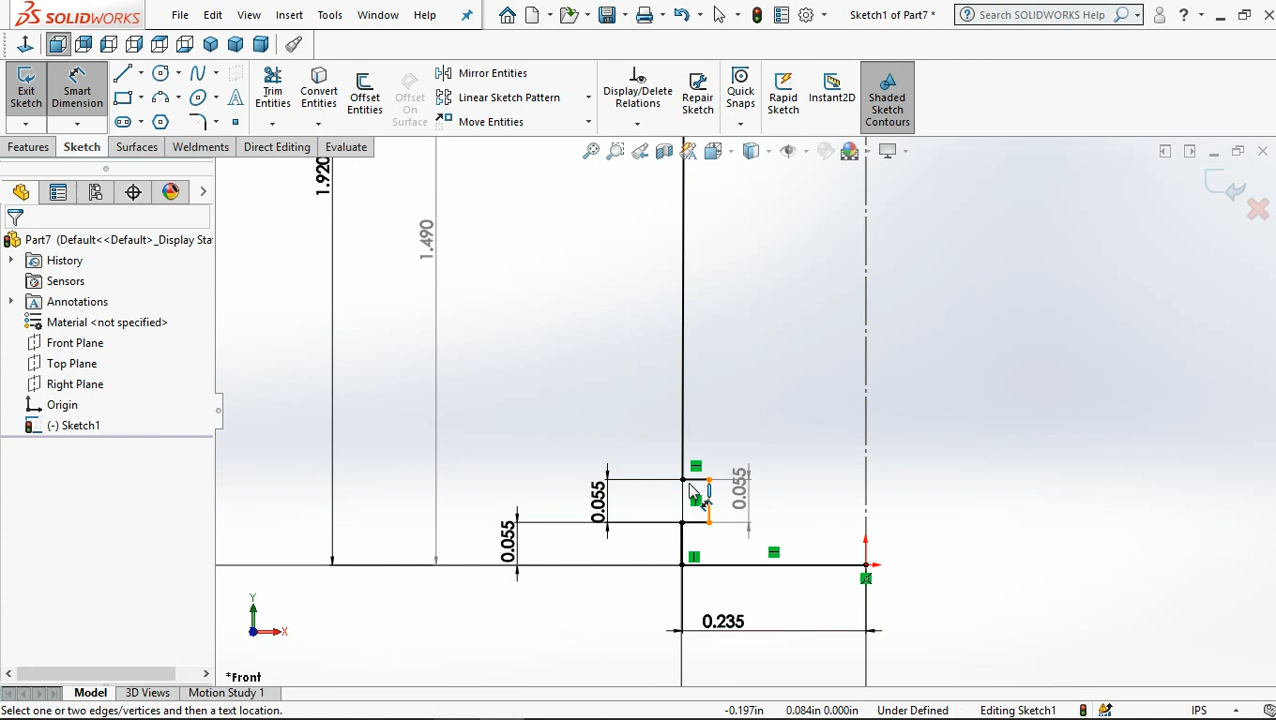 SOLIDWORKS File Edit View Insert Tools Window Help Sketch1 of Part7 * Search SOLIDWORKS Help ?
Exit Sketch Smart Dimension Trim Entities Convert Entities Offset Entities Offset On Surface Mirror Entities Linear Sketch Pattern Move Entities Display/Delete Relations Repair Sketch Quick Snaps Rapid Sketch Instant2D Shaded Sketch Contours
Features Sketch Surfaces Weldments Direct Editing Evaluate
Part7 (Default<<Default>_Display Sta
History
Sensors
Annotations
Material <not specified>
Front Plane
Top Plane
Right Plane
Origin
(-) Sketch1
1.920
1.490
0.055
0.055
0.055
0.235
Y
X
*Front
Model 3D Views Motion Study 1
Select one or two edges/vertices and then a text location. -0.197in 0.084in 0.000in Under Defined Editing Sketch1 IPS